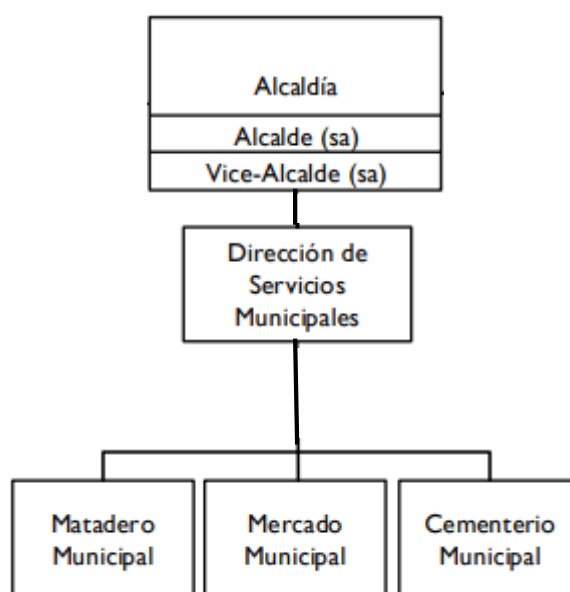 Alcaldía
Alcalde (sa)
Vice-Alcalde (sa)
Dirección de
Servicios
Municipales
Matadero
Municipal
Mercado
Municipal
Cementerio
Municipal